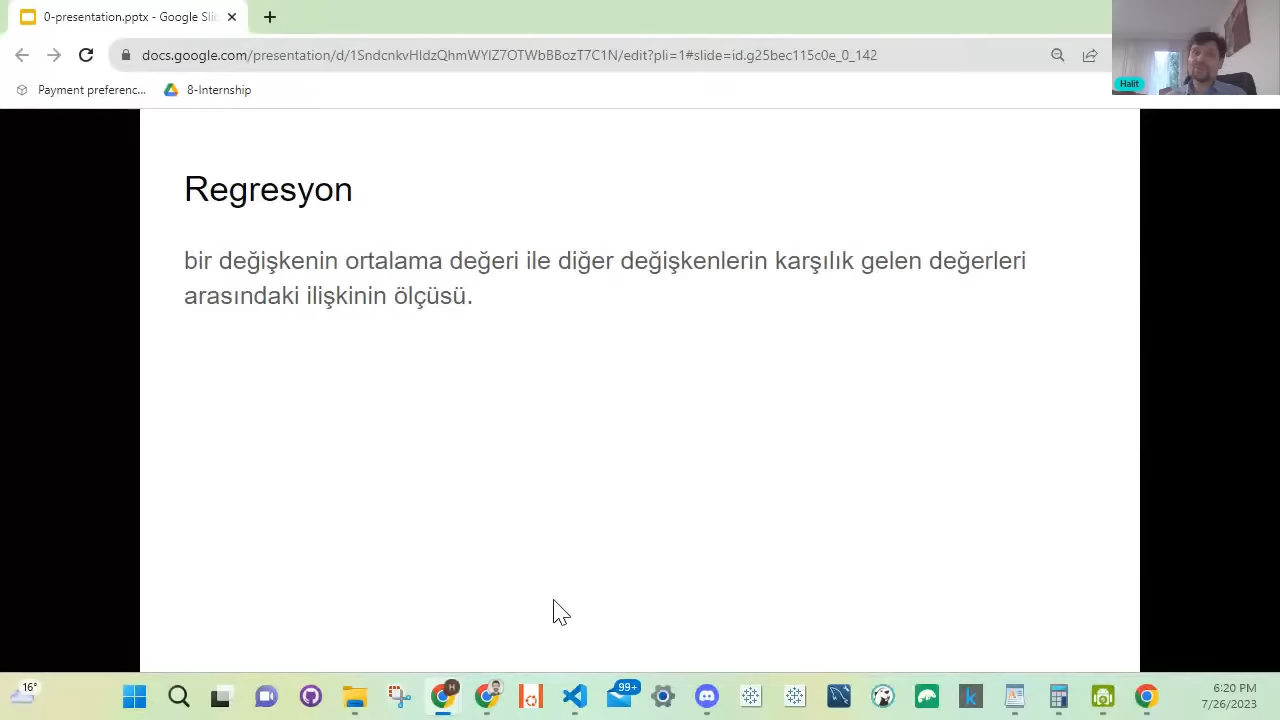 0-presentation.pptx - Google Sli
docs.google.com/presentation/d/1SndcnkvHIdzQhmWYIZ7OTWbBBozT7C1N/edit?pli=1#slide=id.g25bec115c0e_0_142
Payment preferenc...
8-Internship
Halit
Regresyon
bir değişkenin ortalama değeri ile diğer değişkenlerin karşılık gelen değerleri
arasındaki ilişkinin ölçüsü.
16°
H
99+
k
6:20 PM
7/26/2023